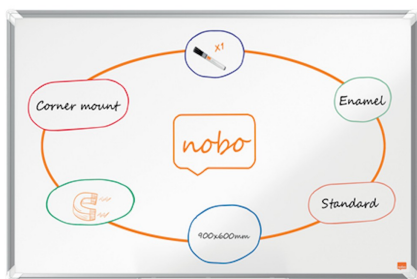 x1
Corner mount
Enamel
nobo
900x600mm
Standard